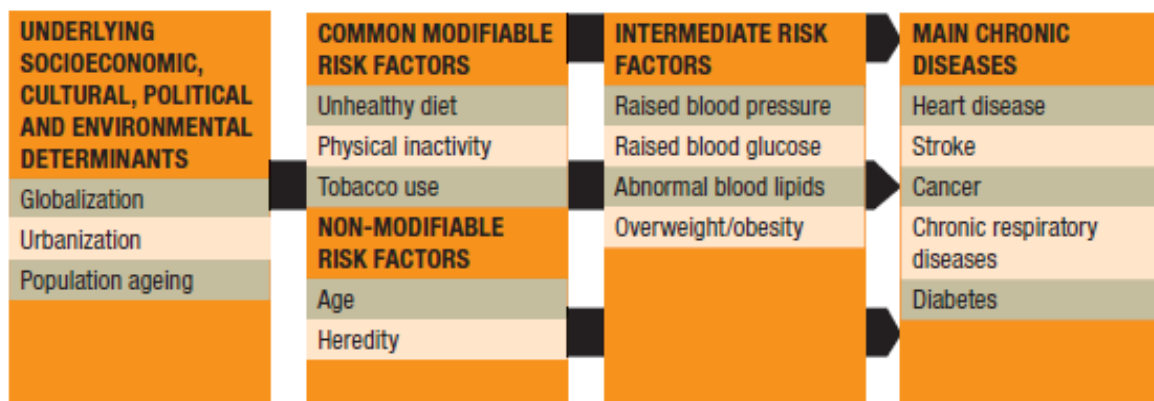 UNDERLYING
SOCIOECONOMIC,
CULTURAL, POLITICAL
AND ENVIRONMENTAL
DETERMINANTS
Globalization
Urbanization
Population ageing
COMMON MODIFIABLE
RISK FACTORS
Unhealthy diet
Physical inactivity
Tobacco use
NON-MODIFIABLE
RISK FACTORS
Age
Heredity
INTERMEDIATE RISK
FACTORS
Raised blood pressure
Raised blood glucose
Abnormal blood lipids
Overweight/obesity
MAIN CHRONIC
DISEASES
Heart disease
Stroke
Cancer
Chronic respiratory
diseases
Diabetes